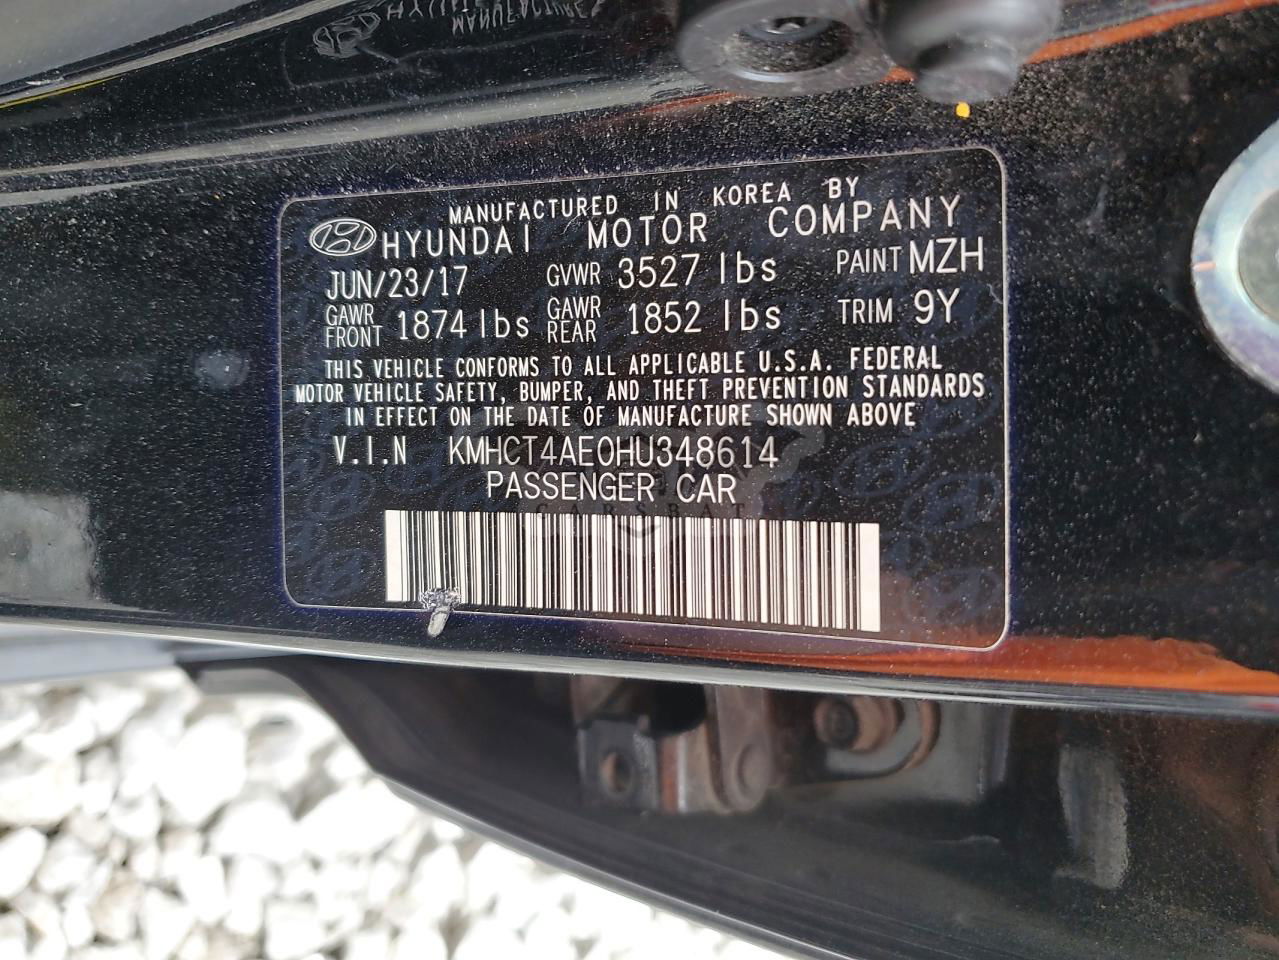 MANUFACTURED IN KOREA BY
HYUNDAI MOTOR COMPANY
JUN/23/17 GVWR 3527 lbs PAINT MZH
GAWR FRONT 1874 lbs GAWR REAR 1852 lbs TRIM 9Y
THIS VEHICLE CONFORMS TO ALL APPLICABLE U.S.A. FEDERAL
MOTOR VEHICLE SAFETY, BUMPER, AND THEFT PREVENTION STANDARDS
IN EFFECT ON THE DATE OF MANUFACTURE SHOWN ABOVE
V.I.N KMHCT4AE0HU348614
PASSENGER CAR
CARSBAT